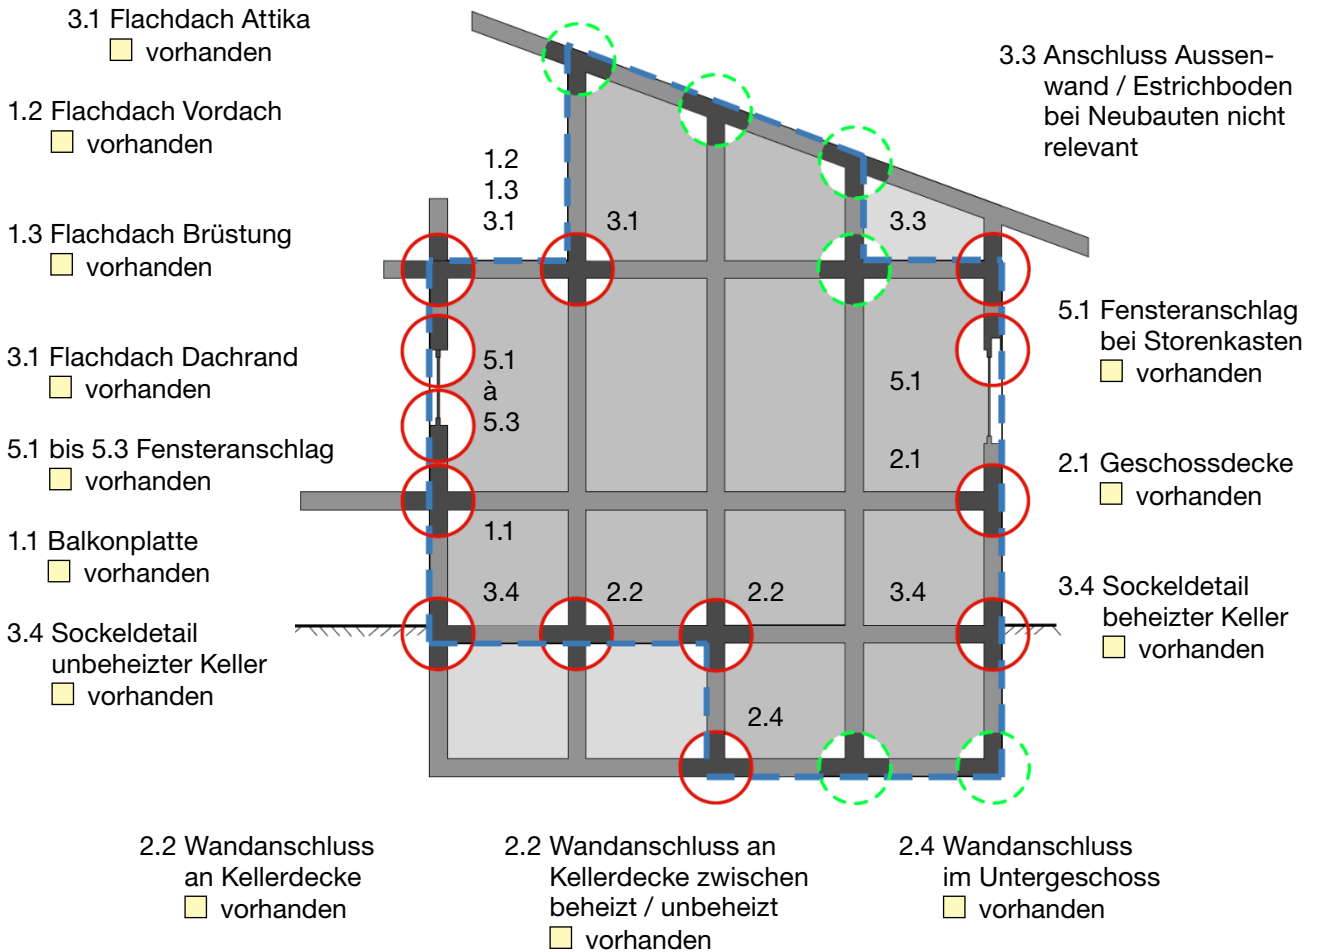 3.1 Flachdach Attika
vorhanden
1.2 Flachdach Vordach
vorhanden
1.3 Flachdach Brüstung
vorhanden
3.1 Flachdach Dachrand
vorhanden
5.1 bis 5.3 Fensteranschlag
vorhanden
1.1 Balkonplatte
vorhanden
3.4 Sockeldetail
unbeheizter Keller
vorhanden
1.2
1.3
3.1
3.1
3.3
5.1
à
5.3
5.1
2.1
1.1
3.4
2.2
2.2
3.4
2.4
3.3 Anschluss Aussen-
wand / Estrichboden
bei Neubauten nicht
relevant
5.1 Fensteranschlag
bei Storenkasten
vorhanden
2.1 Geschossdecke
vorhanden
3.4 Sockeldetail
beheizter Keller
vorhanden
2.2 Wandanschluss
an Kellerdecke
vorhanden
2.2 Wandanschluss an
Kellerdecke zwischen
beheizt / unbeheizt
vorhanden
2.4 Wandanschluss
im Untergeschoss
vorhanden